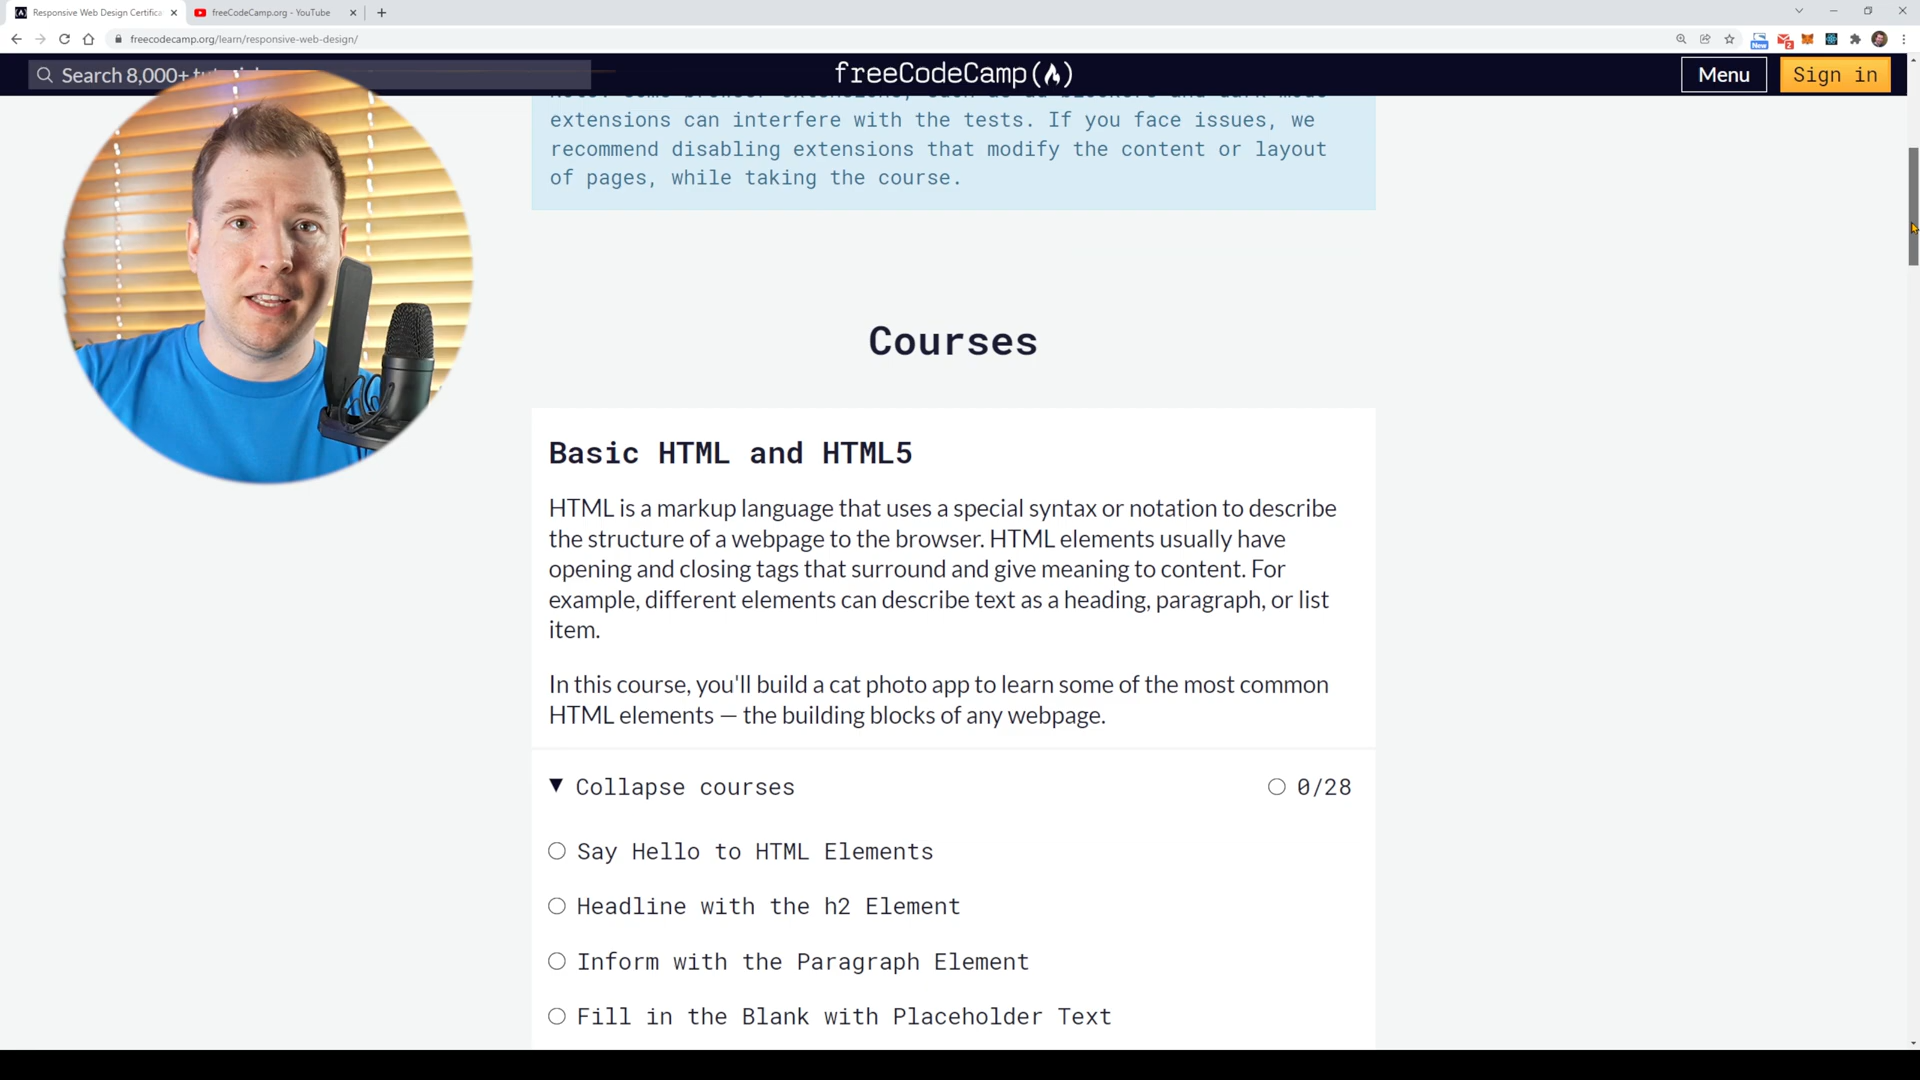 Responsive Web Design Certifica
freeCodeCamp.org - YouTube
freecodecamp.org/learn/responsive-web-design/
New
2
Search 8,000+
freeCodeCamp(🔥)
Menu
Sign in
extensions can interfere with the tests. If you face issues, we
recommend disabling extensions that modify the content or layout
of pages, while taking the course.
Courses
Basic HTML and HTML5
HTML is a markup language that uses a special syntax or notation to describe
the structure of a webpage to the browser. HTML elements usually have
opening and closing tags that surround and give meaning to content. For
example, different elements can describe text as a heading, paragraph, or list
item.
In this course, you'll build a cat photo app to learn some of the most common
HTML elements — the building blocks of any webpage.
Collapse courses
0/28
Say Hello to HTML Elements
Headline with the h2 Element
Inform with the Paragraph Element
Fill in the Blank with Placeholder Text